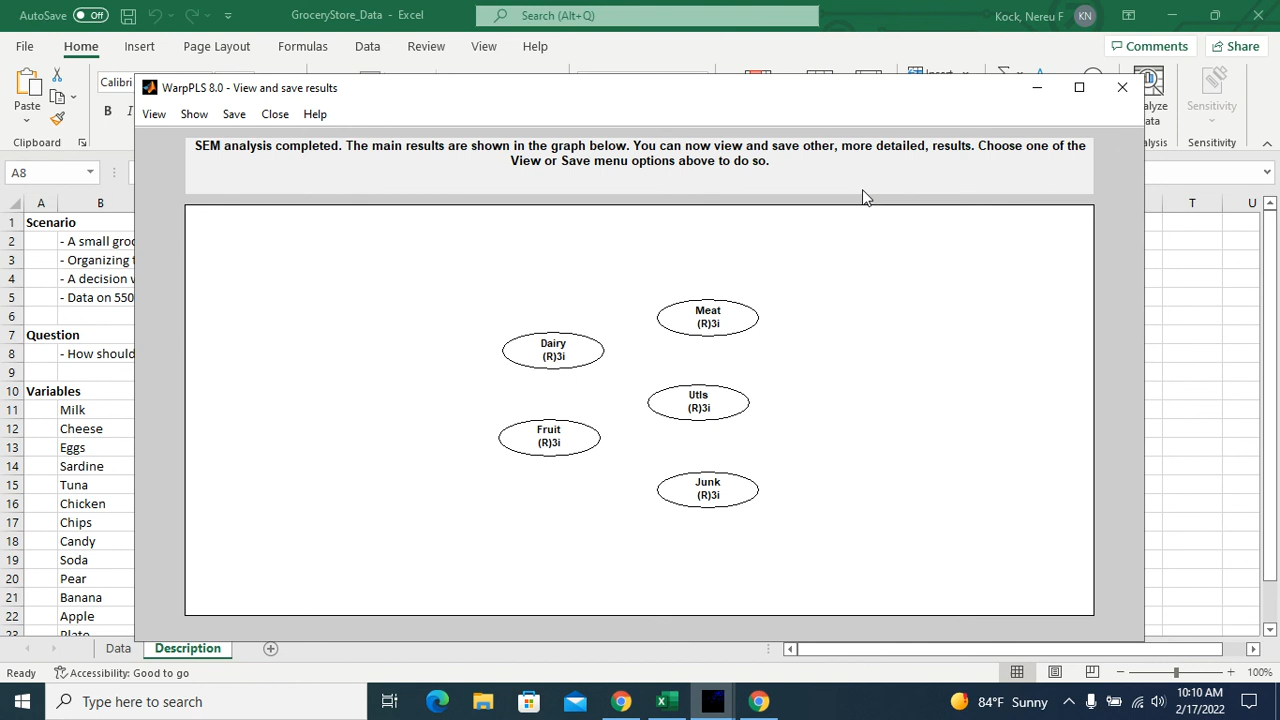 AutoSave Off GroceryStore_Data - Excel Search (Alt+Q) Kock, Nereu F KN
File Home Insert Page Layout Formulas Data Review View Help Comments Share
Paste Calibri Insert Sensitivity
B Data
Clipboard Sensitivity
WarpPLS 8.0 - View and save results
View Show Save Close Help
SEM analysis completed. The main results are shown in the graph below. You can now view and save other, more detailed, results. Choose one of the
View or Save menu options above to do so.
A8
A B T U
1 Scenario
2 - A small groc
3 - Organizing t
4 - A decision w
5 - Data on 550
6
7 Question
8 - How should
9
10 Variables
11 Milk
12 Cheese
13 Eggs
14 Sardine
15 Tuna
16 Chicken
17 Chips
18 Candy
19 Soda
20 Pear
21 Banana
22 Apple
23 Plate
Meat
(R)3i
Dairy
(R)3i
Utls
(R)3i
Fruit
(R)3i
Junk
(R)3i
Data Description
Ready Accessibility: Good to go 100%
Type here to search 84°F Sunny 10:10 AM
2/17/2022